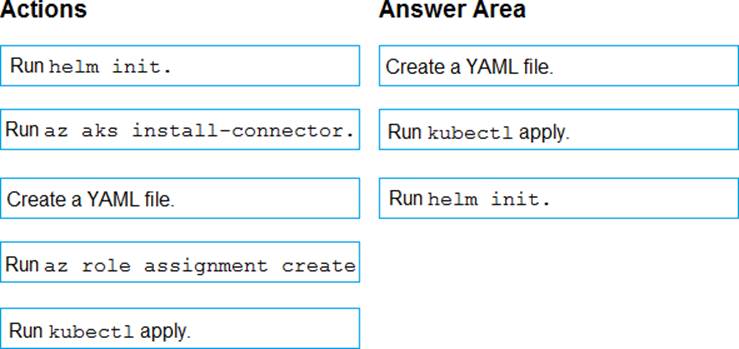 Actions
Answer Area
Run helm init.
Create a YAML file.
Run az aks install-connector.
Run kubectl apply.
Create a YAML file.
Run helm init.
Run az role assignment create
Run kubectl apply.